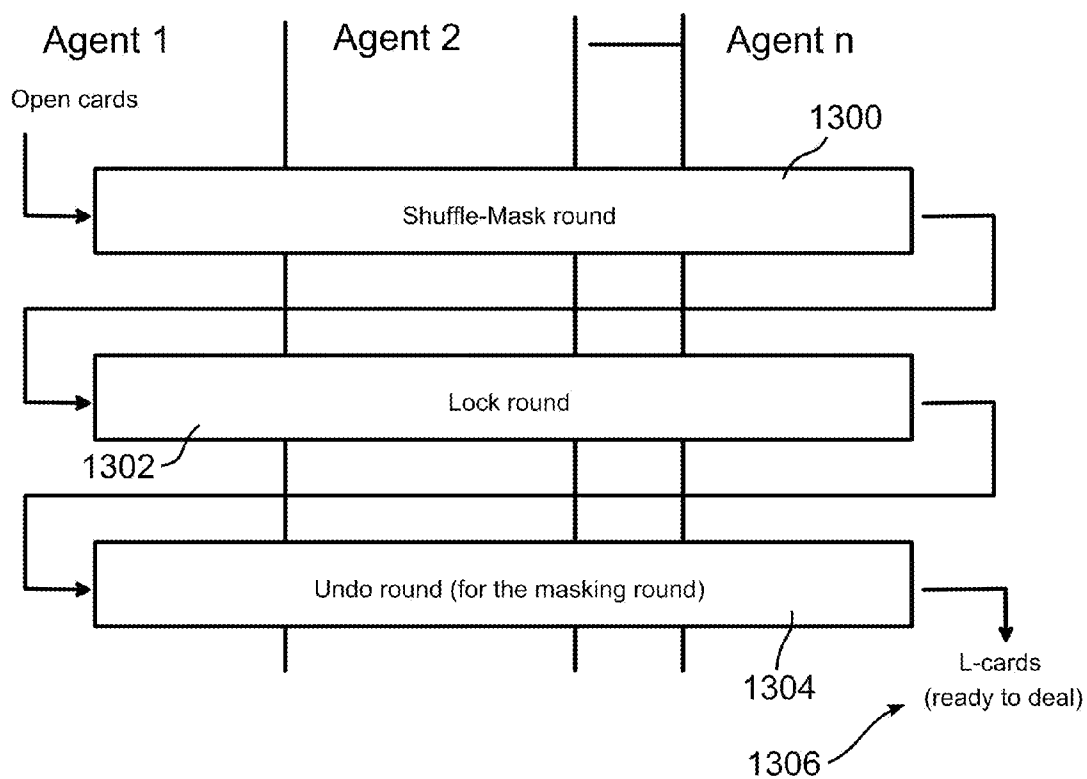 Agent 1
Agent 2
Agent n
Open cards
1300
Shuffle-Mask round
Lock round
1302
Undo round (for the masking round)
1304
L-cards
(ready to deal)
1306